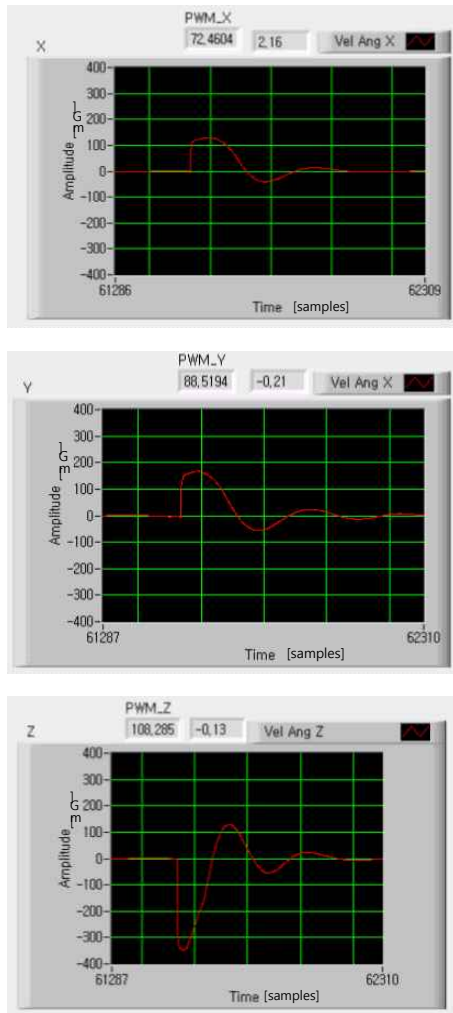 PWM_X
72,4604 2,16 Vel Ang X
X
400
300
200
100
0
-100
-200
-300
-400
Amplitude [mG]
61286 62309
Time [samples]
PWM_Y
88,5194 -0,21 Vel Ang X
Y
400
300
200
100
0
-100
-200
-300
-400
Amplitude [mG]
61287 62310
Time [samples]
PWM_Z
108,285 -0,13 Vel Ang Z
Z
400
300
200
100
0
-100
-200
-300
-400
Amplitude [mG]
61287 62310
Time [samples]